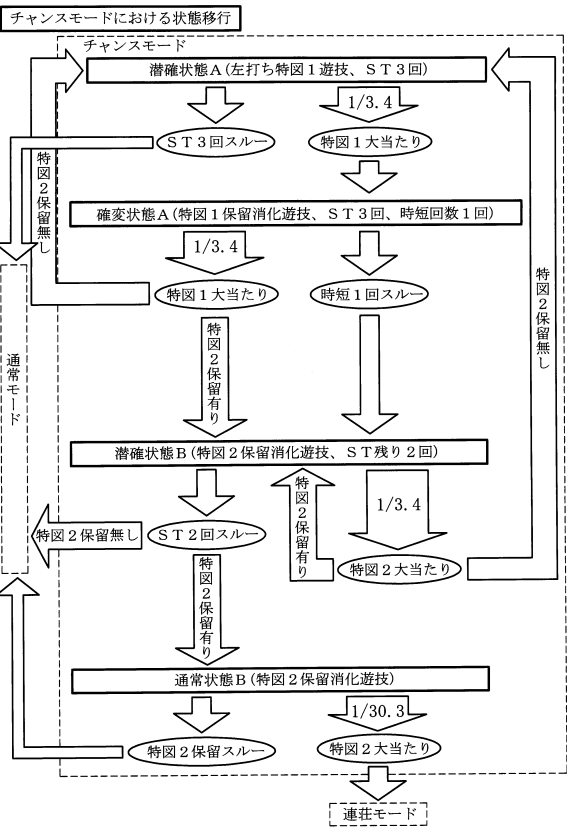 チャンスモードにおける状態移行
チャンスモード
潜確状態A(左打ち特図1遊技、ST3回)
1/3.4
ST3回スルー
特図1大当たり
特図2保留無し
確変状態A(特図1保留消化遊技、ST3回、時短回数1回)
1/3.4
特図1大当たり
時短1回スルー
特図2保留無し
通常モード
特図2保留有り
潜確状態B(特図2保留消化遊技、ST残り2回)
特図2保留有り
1/3.4
特図2保留無し
ST2回スルー
特図2大当たり
特図2保留有り
通常状態B(特図2保留消化遊技)
1/30.3
特図2保留スルー
特図2大当たり
連荘モード